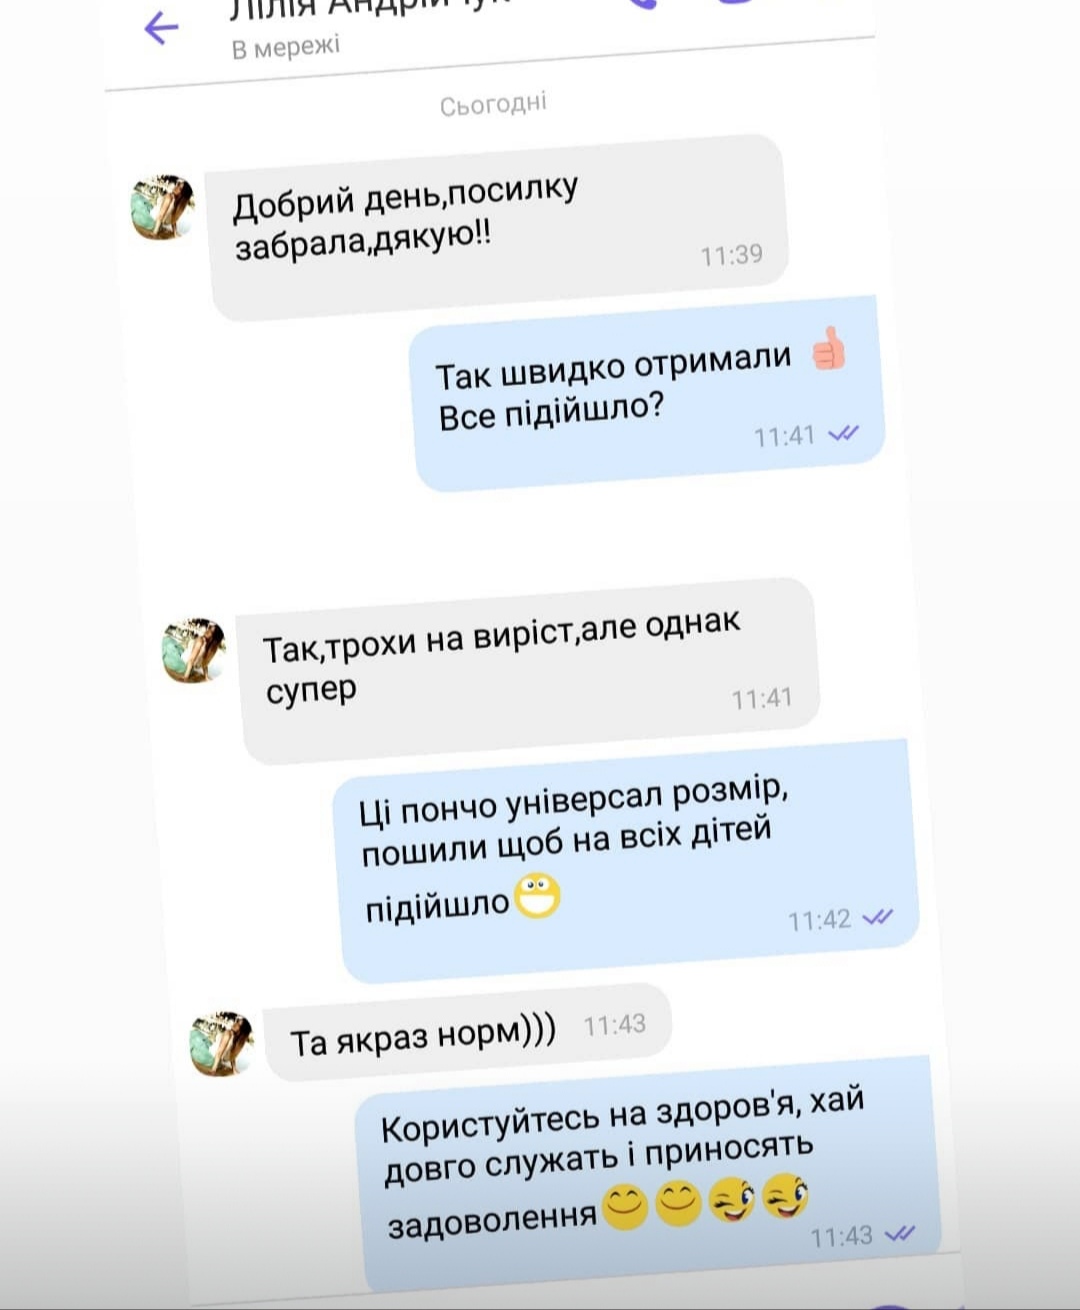 Лілія
В мережі
Сьогодні
Добрий день,посилку
забрала,дякую!!
11:39
Так швидко отримали
Все підійшло?
11:41
Так,трохи на виріст,але однак
супер
11:41
Ці пончо універсал розмір,
пошили щоб на всіх дітей
підійшло
11:42
Та якраз норм)))
11:43
Користуйтесь на здоров'я, хай
довго служать і приносять
задоволення
11:43